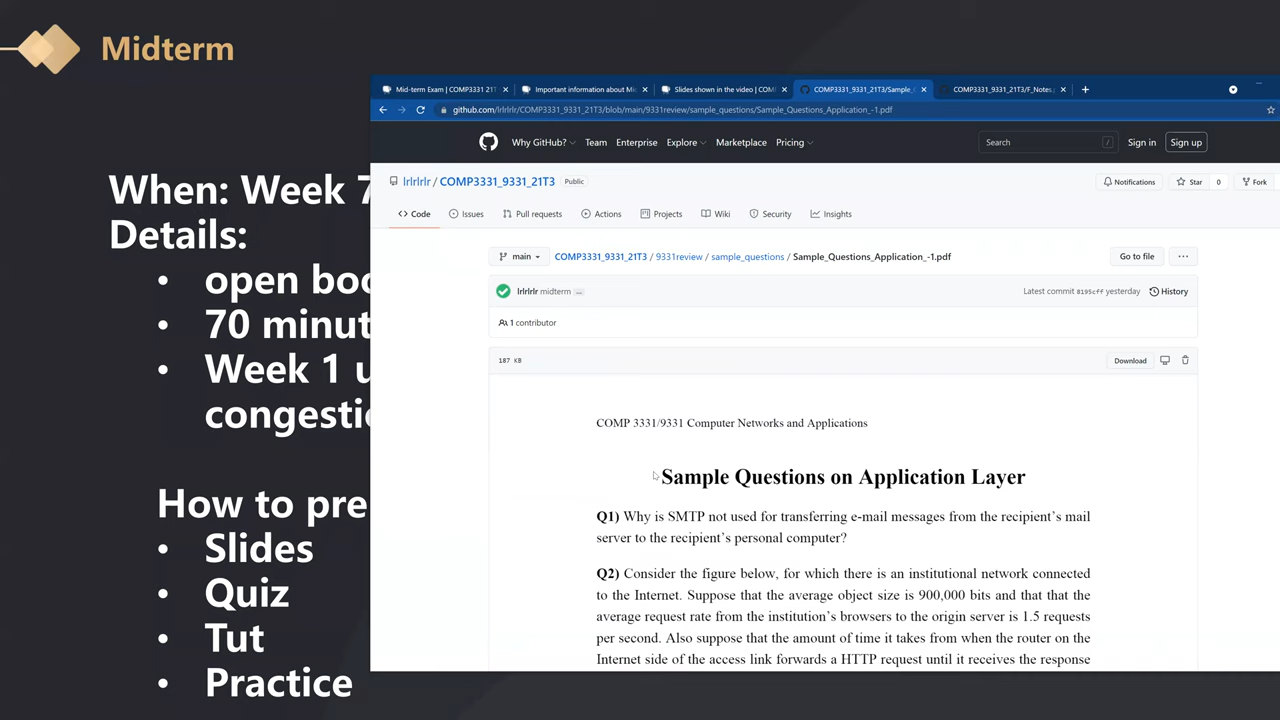 Midterm
When: Week 7
Details:
• open boo
• 70 minut
• Week 1 u
congestio
How to pre
• Slides
• Quiz
• Tut
• Practice
Mid-term Exam | COMP3331 21T
Important information about Mi
Slides shown in the video | COM
COMP3331_9331_21T3/Sample_
COMP3331_9331_21T3/F_Notes.
github.com/lrlrlrlr/COMP3331_9331_21T3/blob/main/9331review/sample_questions/Sample_Questions_Application_-1.pdf
Why GitHub? Team Enterprise Explore Marketplace Pricing Search / Sign in Sign up
lrlrlrlr / COMP3331_9331_21T3 Public Notifications Star 0 Fork
<> Code Issues Pull requests Actions Projects Wiki Security Insights
main COMP3331_9331_21T3 / 9331review / sample_questions / Sample_Questions_Application_-1.pdf Go to file ...
lrlrlrlr midterm ... Latest commit 8195cff yesterday History
1 contributor
187 KB Download
COMP 3331/9331 Computer Networks and Applications
Sample Questions on Application Layer
Q1) Why is SMTP not used for transferring e-mail messages from the recipient’s mail
server to the recipient’s personal computer?
Q2) Consider the figure below, for which there is an institutional network connected
to the Internet. Suppose that the average object size is 900,000 bits and that that the
average request rate from the institution’s browsers to the origin server is 1.5 requests
per second. Also suppose that the amount of time it takes from when the router on the
Internet side of the access link forwards a HTTP request until it receives the response